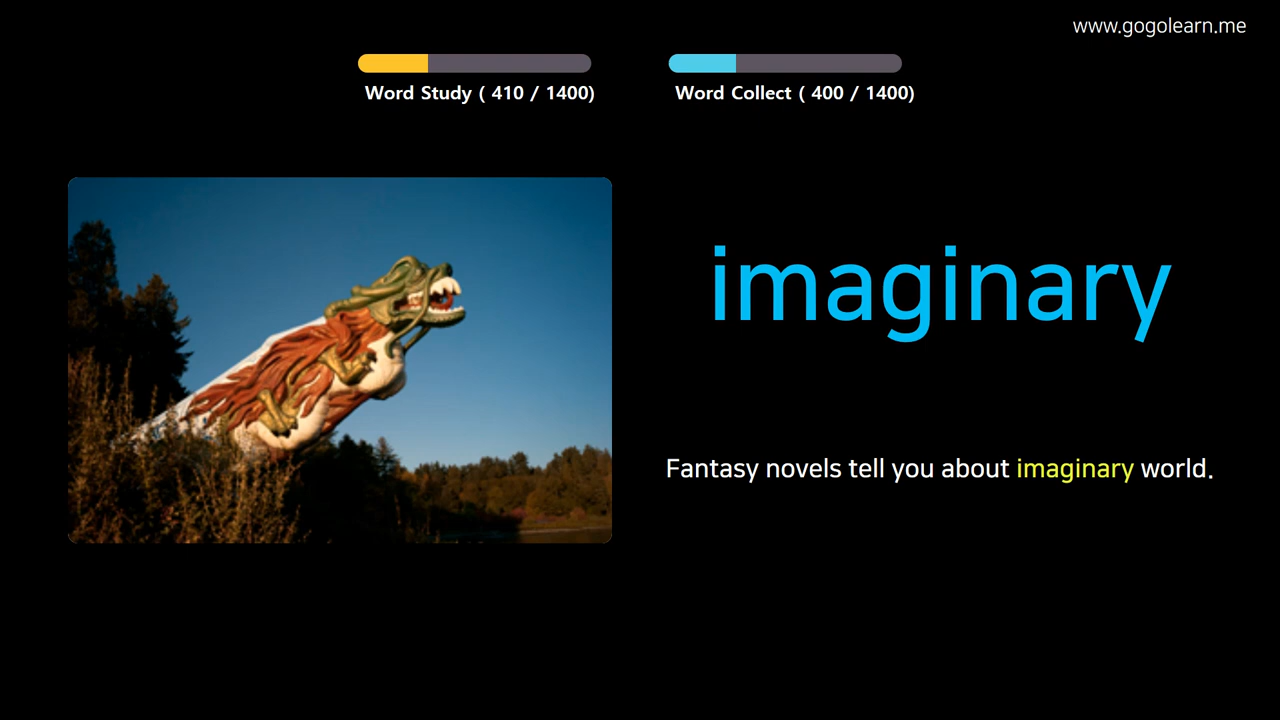 www.gogolearn.me
Word Study ( 410 / 1400)
Word Collect ( 400 / 1400)
imaginary
Fantasy novels tell you about imaginary world.